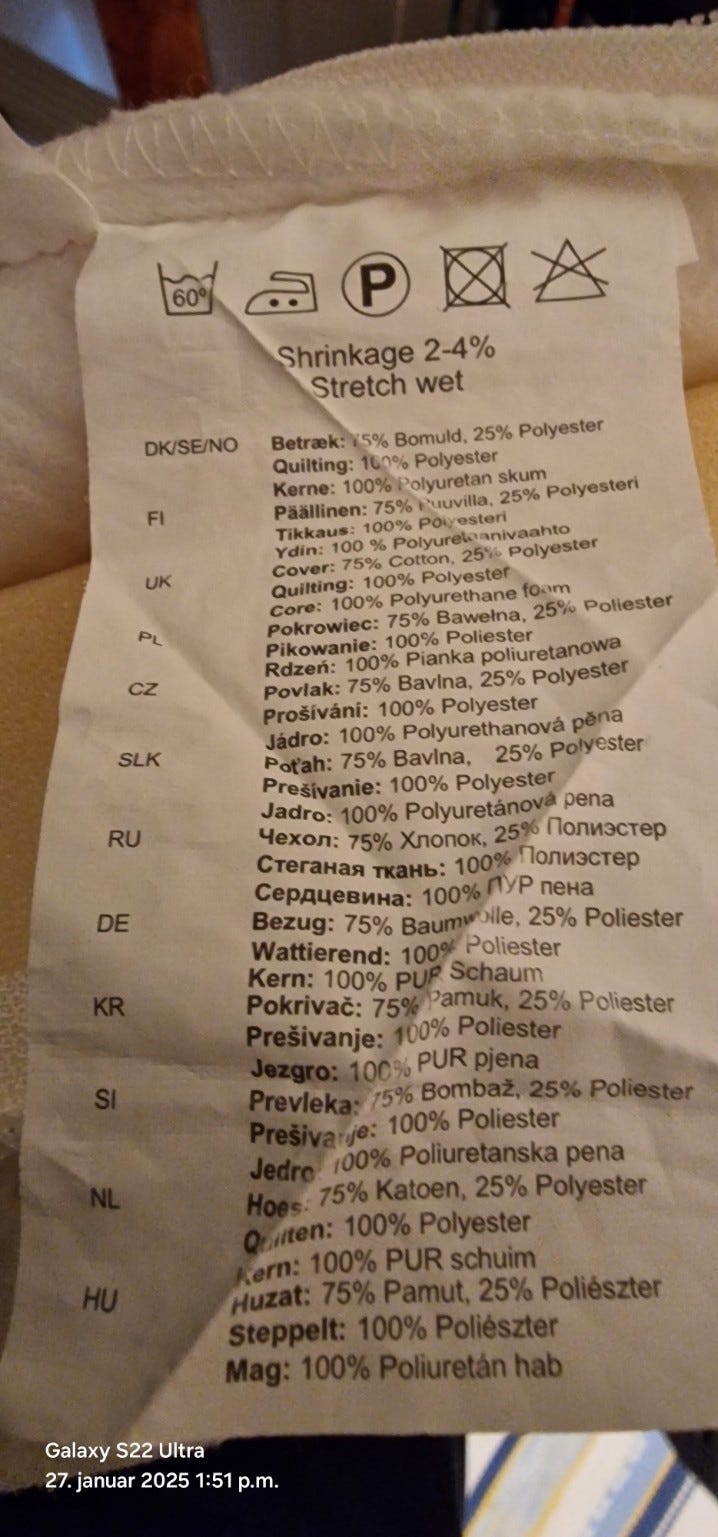 60°
P
Shrinkage 2-4%
Stretch wet
DK/SE/NO Betræk: 75% Bomuld, 25% Polyester
Quilting: 100% Polyester
Kerne: 100% Polyuretan skum
FI Päällinen: 75% Puuvilla, 25% Polyesteri
Tikkaus: 100% Polyesteri
Ydin: 100 % Polyuretaanivaahto
UK Cover: 75% Cotton, 25% Polyester
Quilting: 100% Polyester
Core: 100% Polyurethane foam
PL Pokrowiec: 75% Bawełna, 25% Poliester
Pikowanie: 100% Poliester
Rdzeń: 100% Pianka poliuretanowa
CZ Povlak: 75% Bavlna, 25% Polyester
Prošívání: 100% Polyester
Jádro: 100% Polyurethanová pěna
SLK Poťah: 75% Bavlna, 25% Polyester
Prešívanie: 100% Polyester
Jadro: 100% Polyuretánová pena
RU Чехол: 75% Хлопок, 25% Полиэстер
Стеганая ткань: 100% Полиэстер
Сердцевина: 100% ПУР пена
DE Bezug: 75% Baumwolle, 25% Poliester
Wattierend: 100% Poliester
Kern: 100% PUR Schaum
KR Pokrivač: 75% Pamuk, 25% Poliester
Prešivanje: 100% Poliester
Jezgro: 100% PUR pjena
SI Prevleka: 75% Bombaž, 25% Poliester
Prešivanje: 100% Poliester
Jedro: 100% Poliuretanska pena
NL Hoes: 75% Katoen, 25% Polyester
Quilten: 100% Polyester
Kern: 100% PUR schuim
HU Huzat: 75% Pamut, 25% Poliészter
Steppelt: 100% Poliészter
Mag: 100% Poliuretán hab
Galaxy S22 Ultra
27. januar 2025 1:51 p.m.